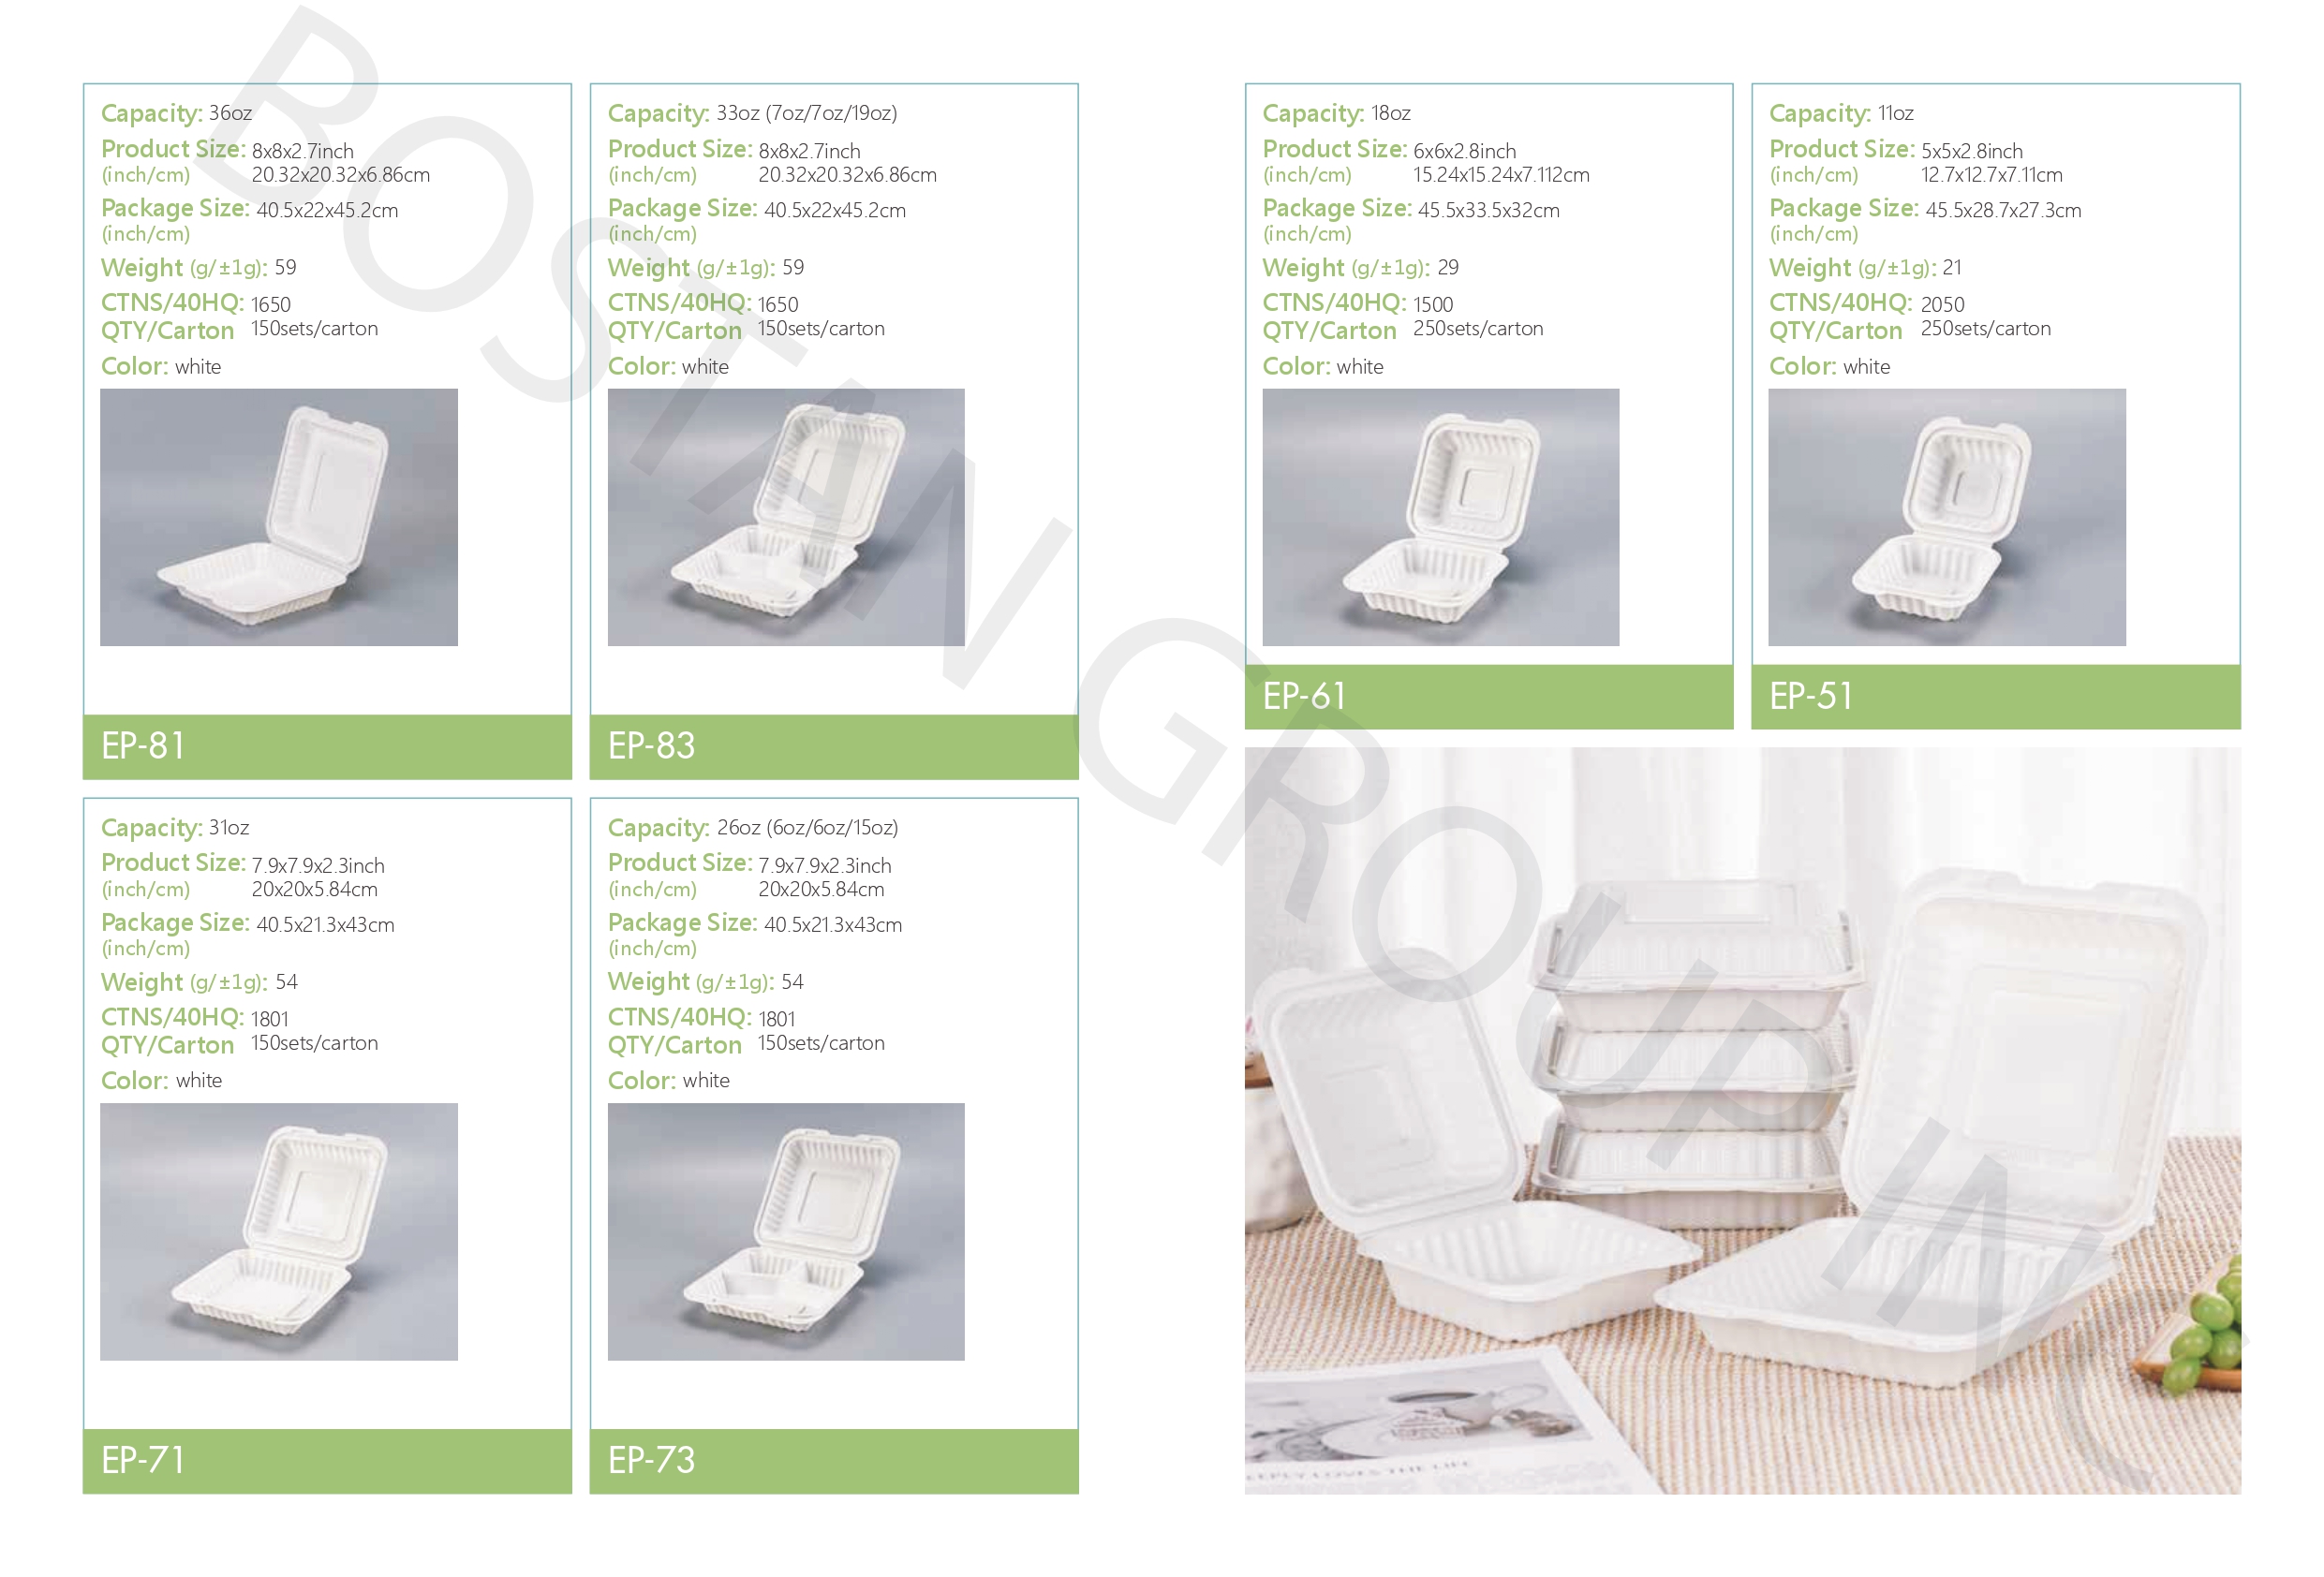 Capacity: 36oz
Product Size: 8x8x2.7inch
(inch/cm) 20.32x20.32x6.86cm
Package Size: 40.5x22x45.2cm
(inch/cm)
Weight (g/±1g): 59
CTNS/40HQ: 1650
QTY/Carton 150sets/carton
Color: white
EP-81
Capacity: 33oz (7oz/7oz/19oz)
Product Size: 8x8x2.7inch
(inch/cm) 20.32x20.32x6.86cm
Package Size: 40.5x22x45.2cm
(inch/cm)
Weight (g/±1g): 59
CTNS/40HQ: 1650
QTY/Carton 150sets/carton
Color: white
EP-83
Capacity: 31oz
Product Size: 7.9x7.9x2.3inch
(inch/cm) 20x20x5.84cm
Package Size: 40.5x21.3x43cm
(inch/cm)
Weight (g/±1g): 54
CTNS/40HQ: 1801
QTY/Carton 150sets/carton
Color: white
EP-71
Capacity: 26oz (6oz/6oz/15oz)
Product Size: 7.9x7.9x2.3inch
(inch/cm) 20x20x5.84cm
Package Size: 40.5x21.3x43cm
(inch/cm)
Weight (g/±1g): 54
CTNS/40HQ: 1801
QTY/Carton 150sets/carton
Color: white
EP-73
Capacity: 18oz
Product Size: 6x6x2.8inch
(inch/cm) 15.24x15.24x7.112cm
Package Size: 45.5x33.5x32cm
(inch/cm)
Weight (g/±1g): 29
CTNS/40HQ: 1500
QTY/Carton 250sets/carton
Color: white
EP-61
Capacity: 11oz
Product Size: 5x5x2.8inch
(inch/cm) 12.7x12.7x7.11cm
Package Size: 45.5x28.7x27.3cm
(inch/cm)
Weight (g/±1g): 21
CTNS/40HQ: 2050
QTY/Carton 250sets/carton
Color: white
EP-51
BOSTAN GROUP INC
LOVES THE LIFE